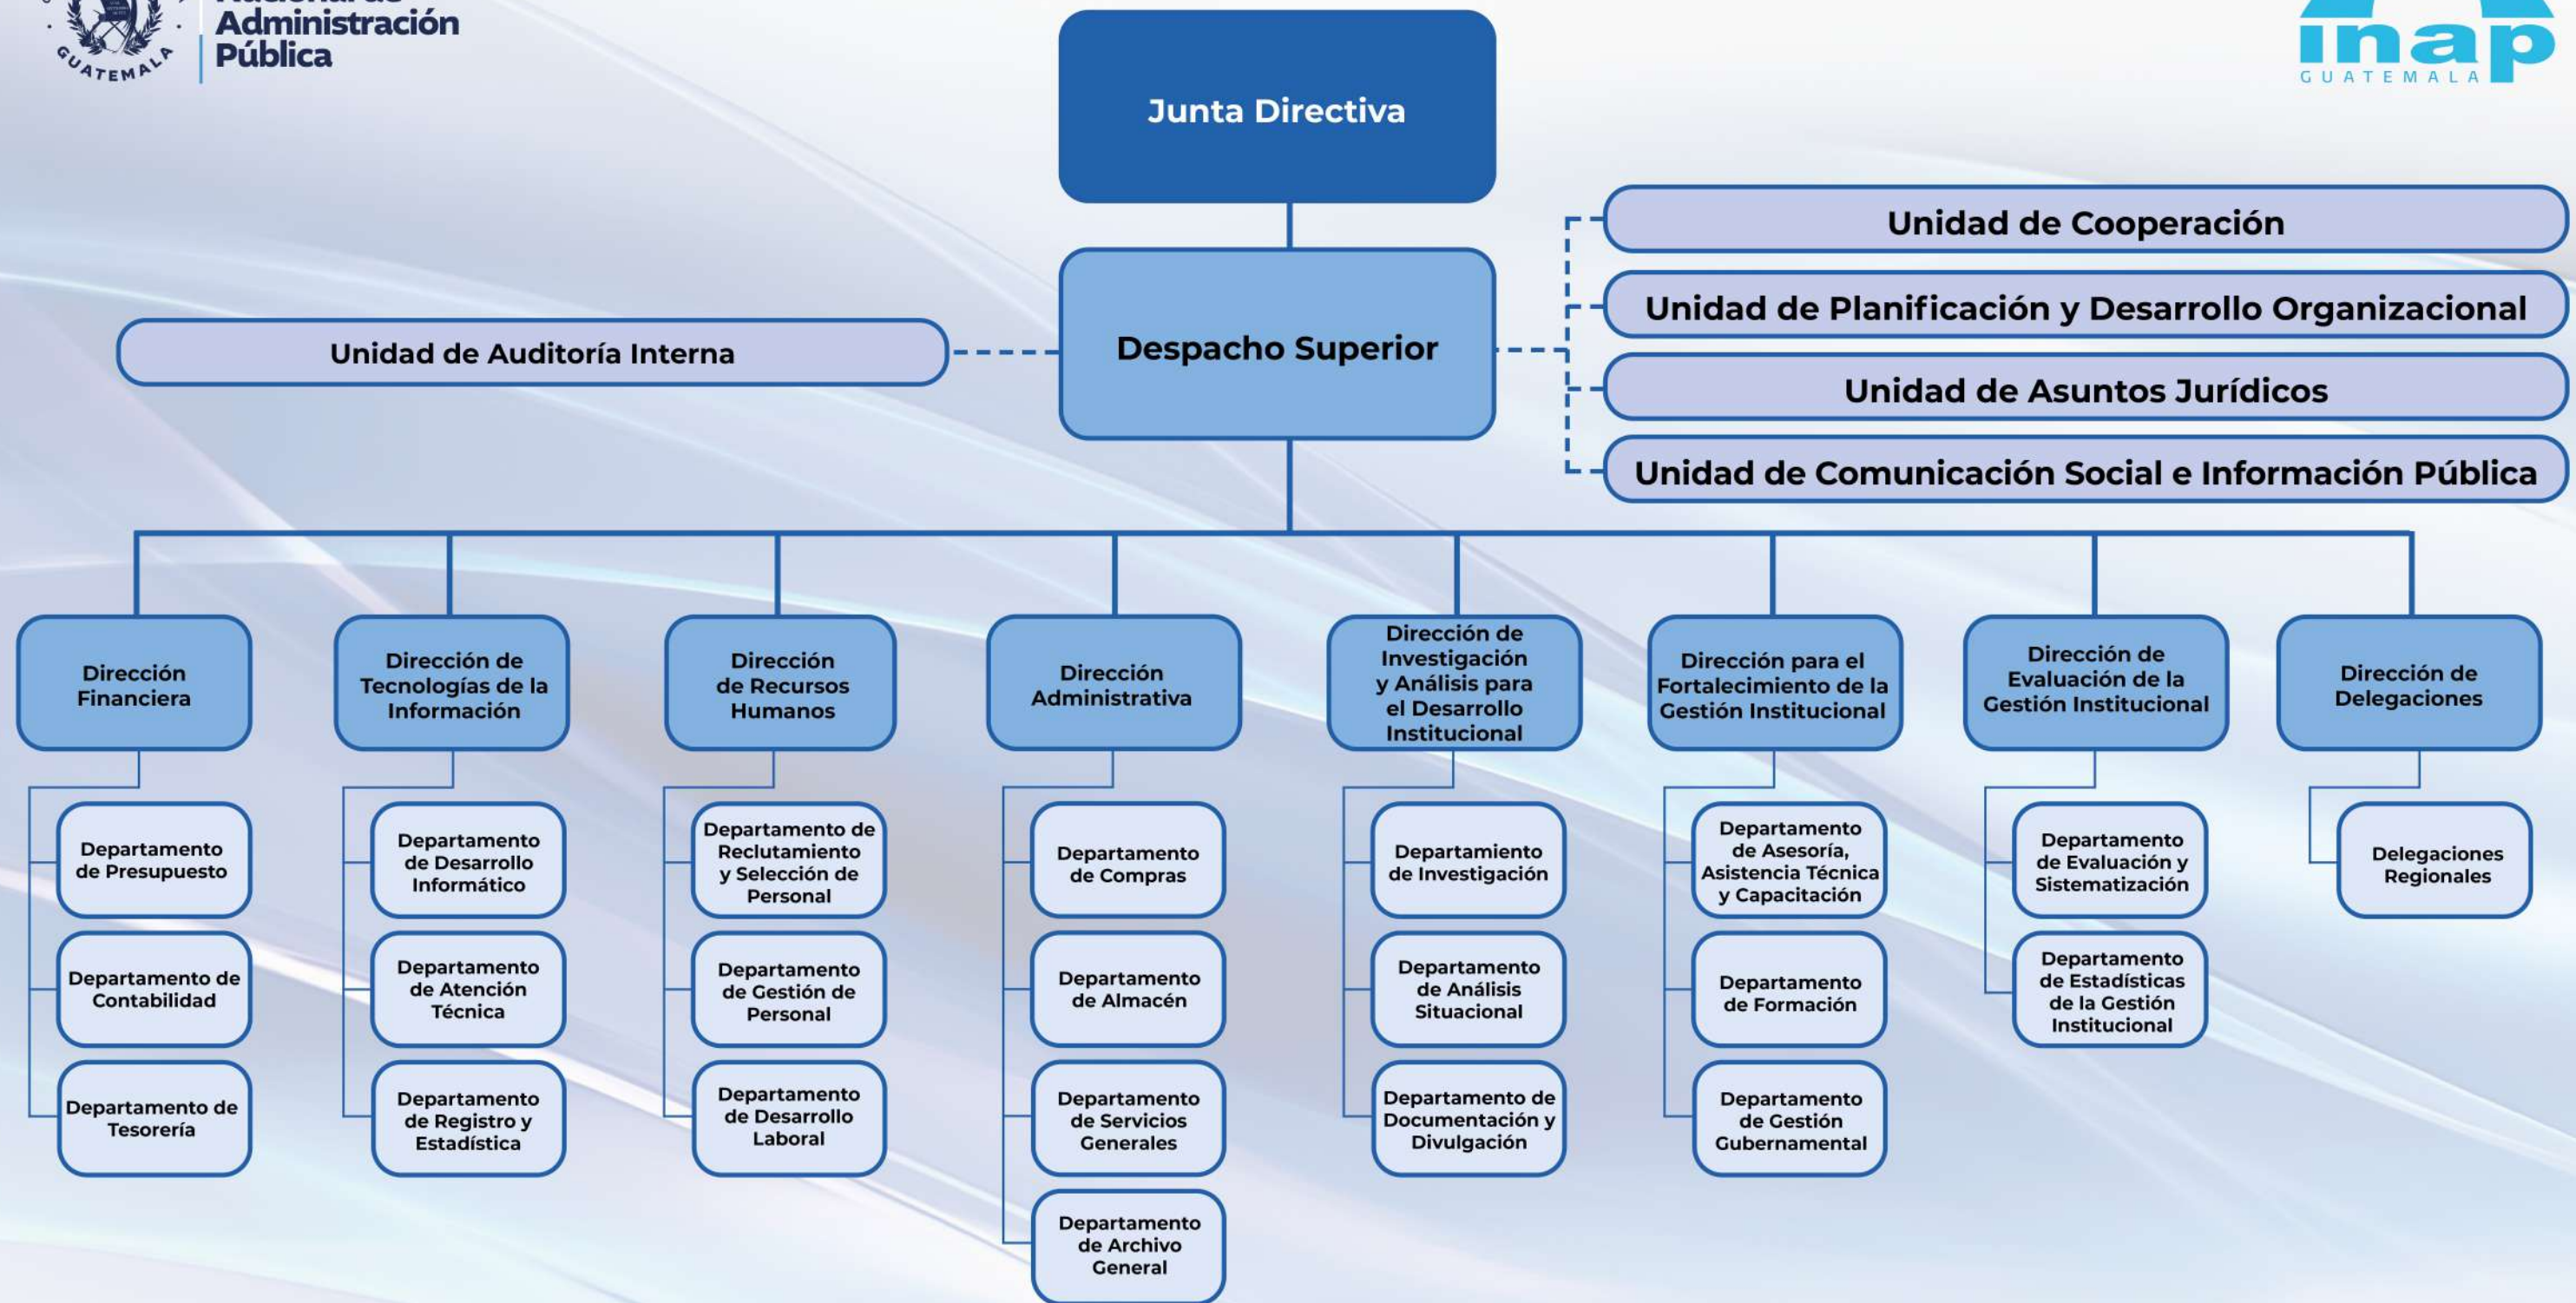 Administración
Pública
GUATEMALA
inap
GUATEMALA
Junta Directiva
Despacho Superior
Unidad de Auditoría Interna
Unidad de Cooperación
Unidad de Planificación y Desarrollo Organizacional
Unidad de Asuntos Jurídicos
Unidad de Comunicación Social e Información Pública
Dirección
Financiera
Departamento
de Presupuesto
Departamento de
Contabilidad
Departamento de
Tesorería
Dirección de
Tecnologías de la
Información
Departamento
de Desarrollo
Informático
Departamento
de Atención
Técnica
Departamento
de Registro y
Estadística
Dirección
de Recursos
Humanos
Departamento de
Reclutamiento
y Selección de
Personal
Departamento
de Gestión de
Personal
Departamento
de Desarrollo
Laboral
Dirección
Administrativa
Departamento
de Compras
Departamento
de Almacén
Departamento
de Servicios
Generales
Departamento
de Archivo
General
Dirección de
Investigación
y Análisis para
el Desarrollo
Institucional
Departamiento
de Investigación
Departamento
de Análisis
Situacional
Departamento de
Documentación y
Divulgación
Dirección para el
Fortalecimiento de la
Gestión Institucional
Departamento
de Asesoría,
Asistencia Técnica
y Capacitación
Departamento
de Formación
Departamento
de Gestión
Gubernamental
Dirección de
Evaluación de la
Gestión Institucional
Departamento
de Evaluación y
Sistematización
Departamento
de Estadísticas
de la Gestión
Institucional
Dirección de
Delegaciones
Delegaciones
Regionales